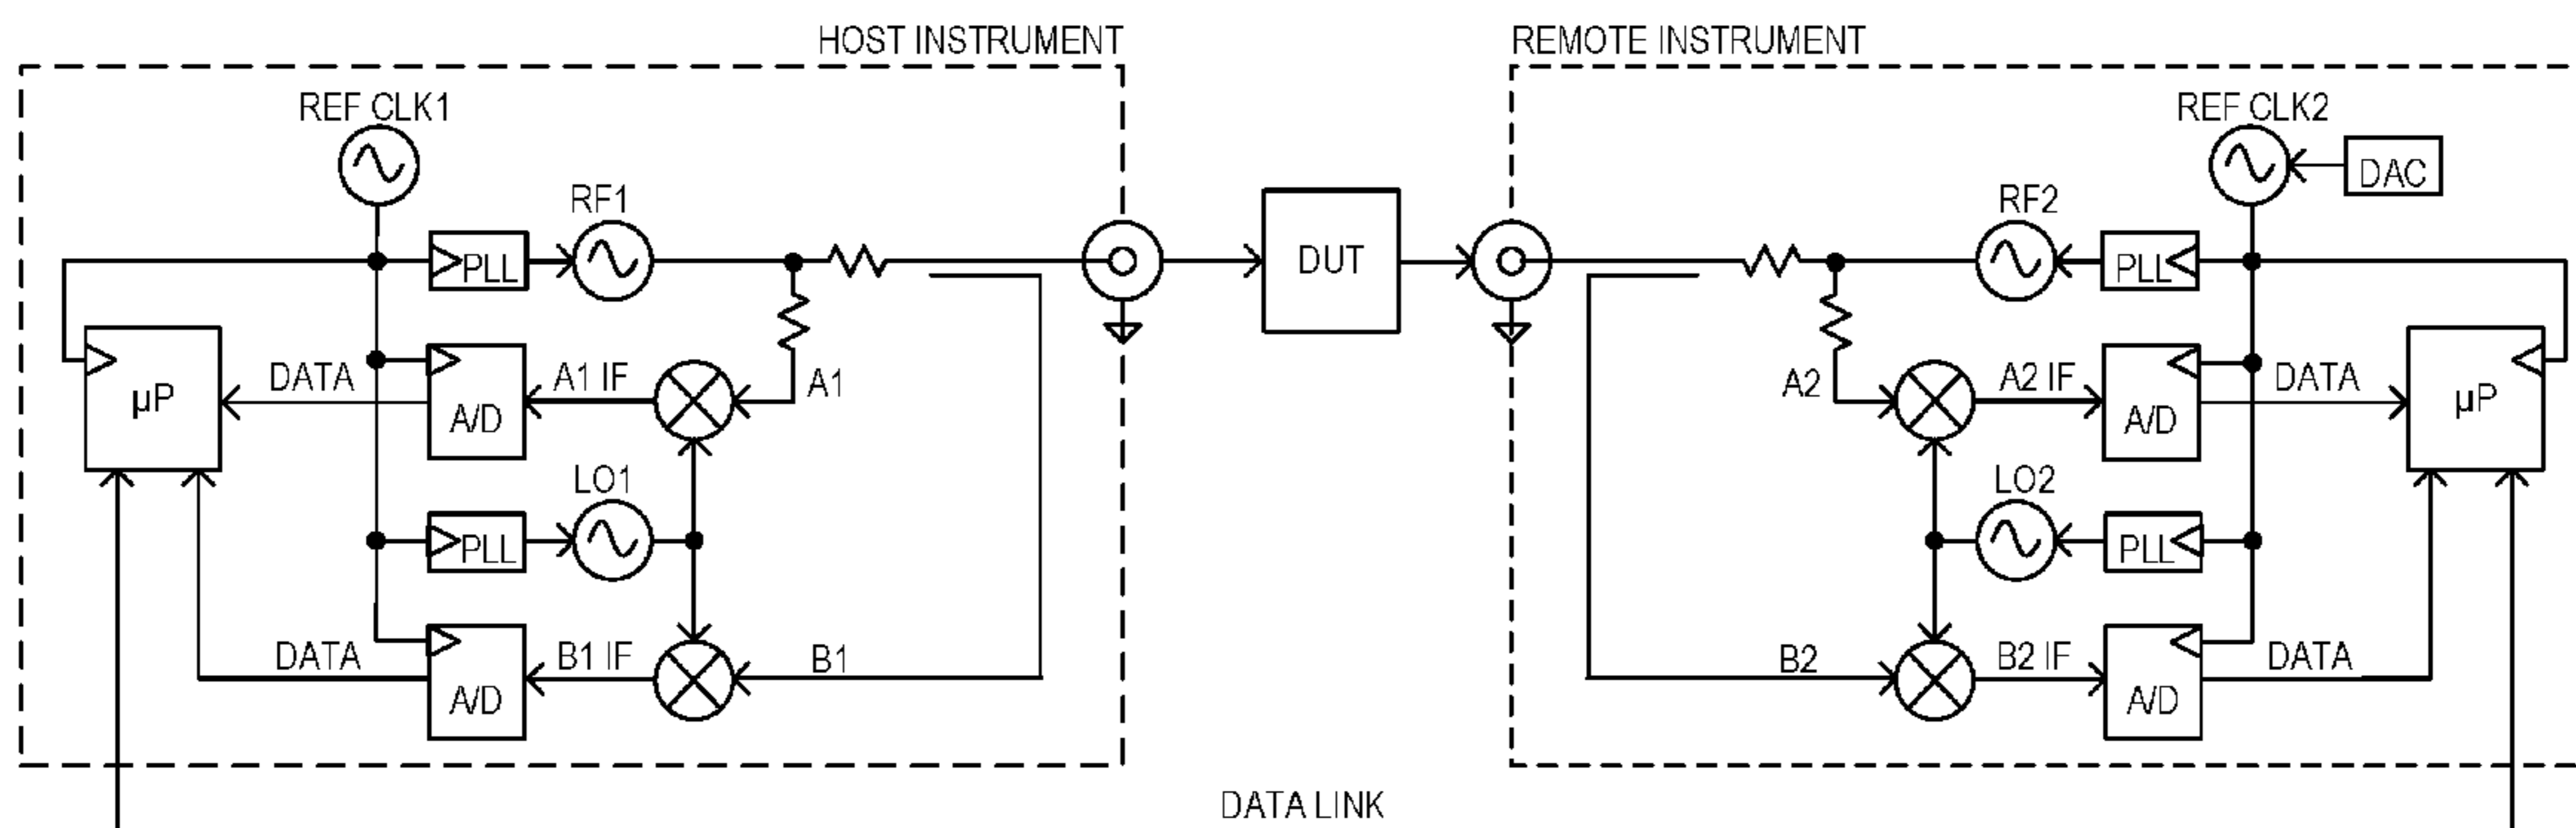 HOST INSTRUMENT
REMOTE INSTRUMENT
REF CLK1
REF CLK2
DAC
RF1
RF2
PLL
DUT
PLL
µP
DATA
A/D
A1 IF
A1
A2
A2 IF
A/D
DATA
µP
LO1
LO2
PLL
PLL
DATA
A/D
B1 IF
B1
B2
B2 IF
A/D
DATA
DATA LINK